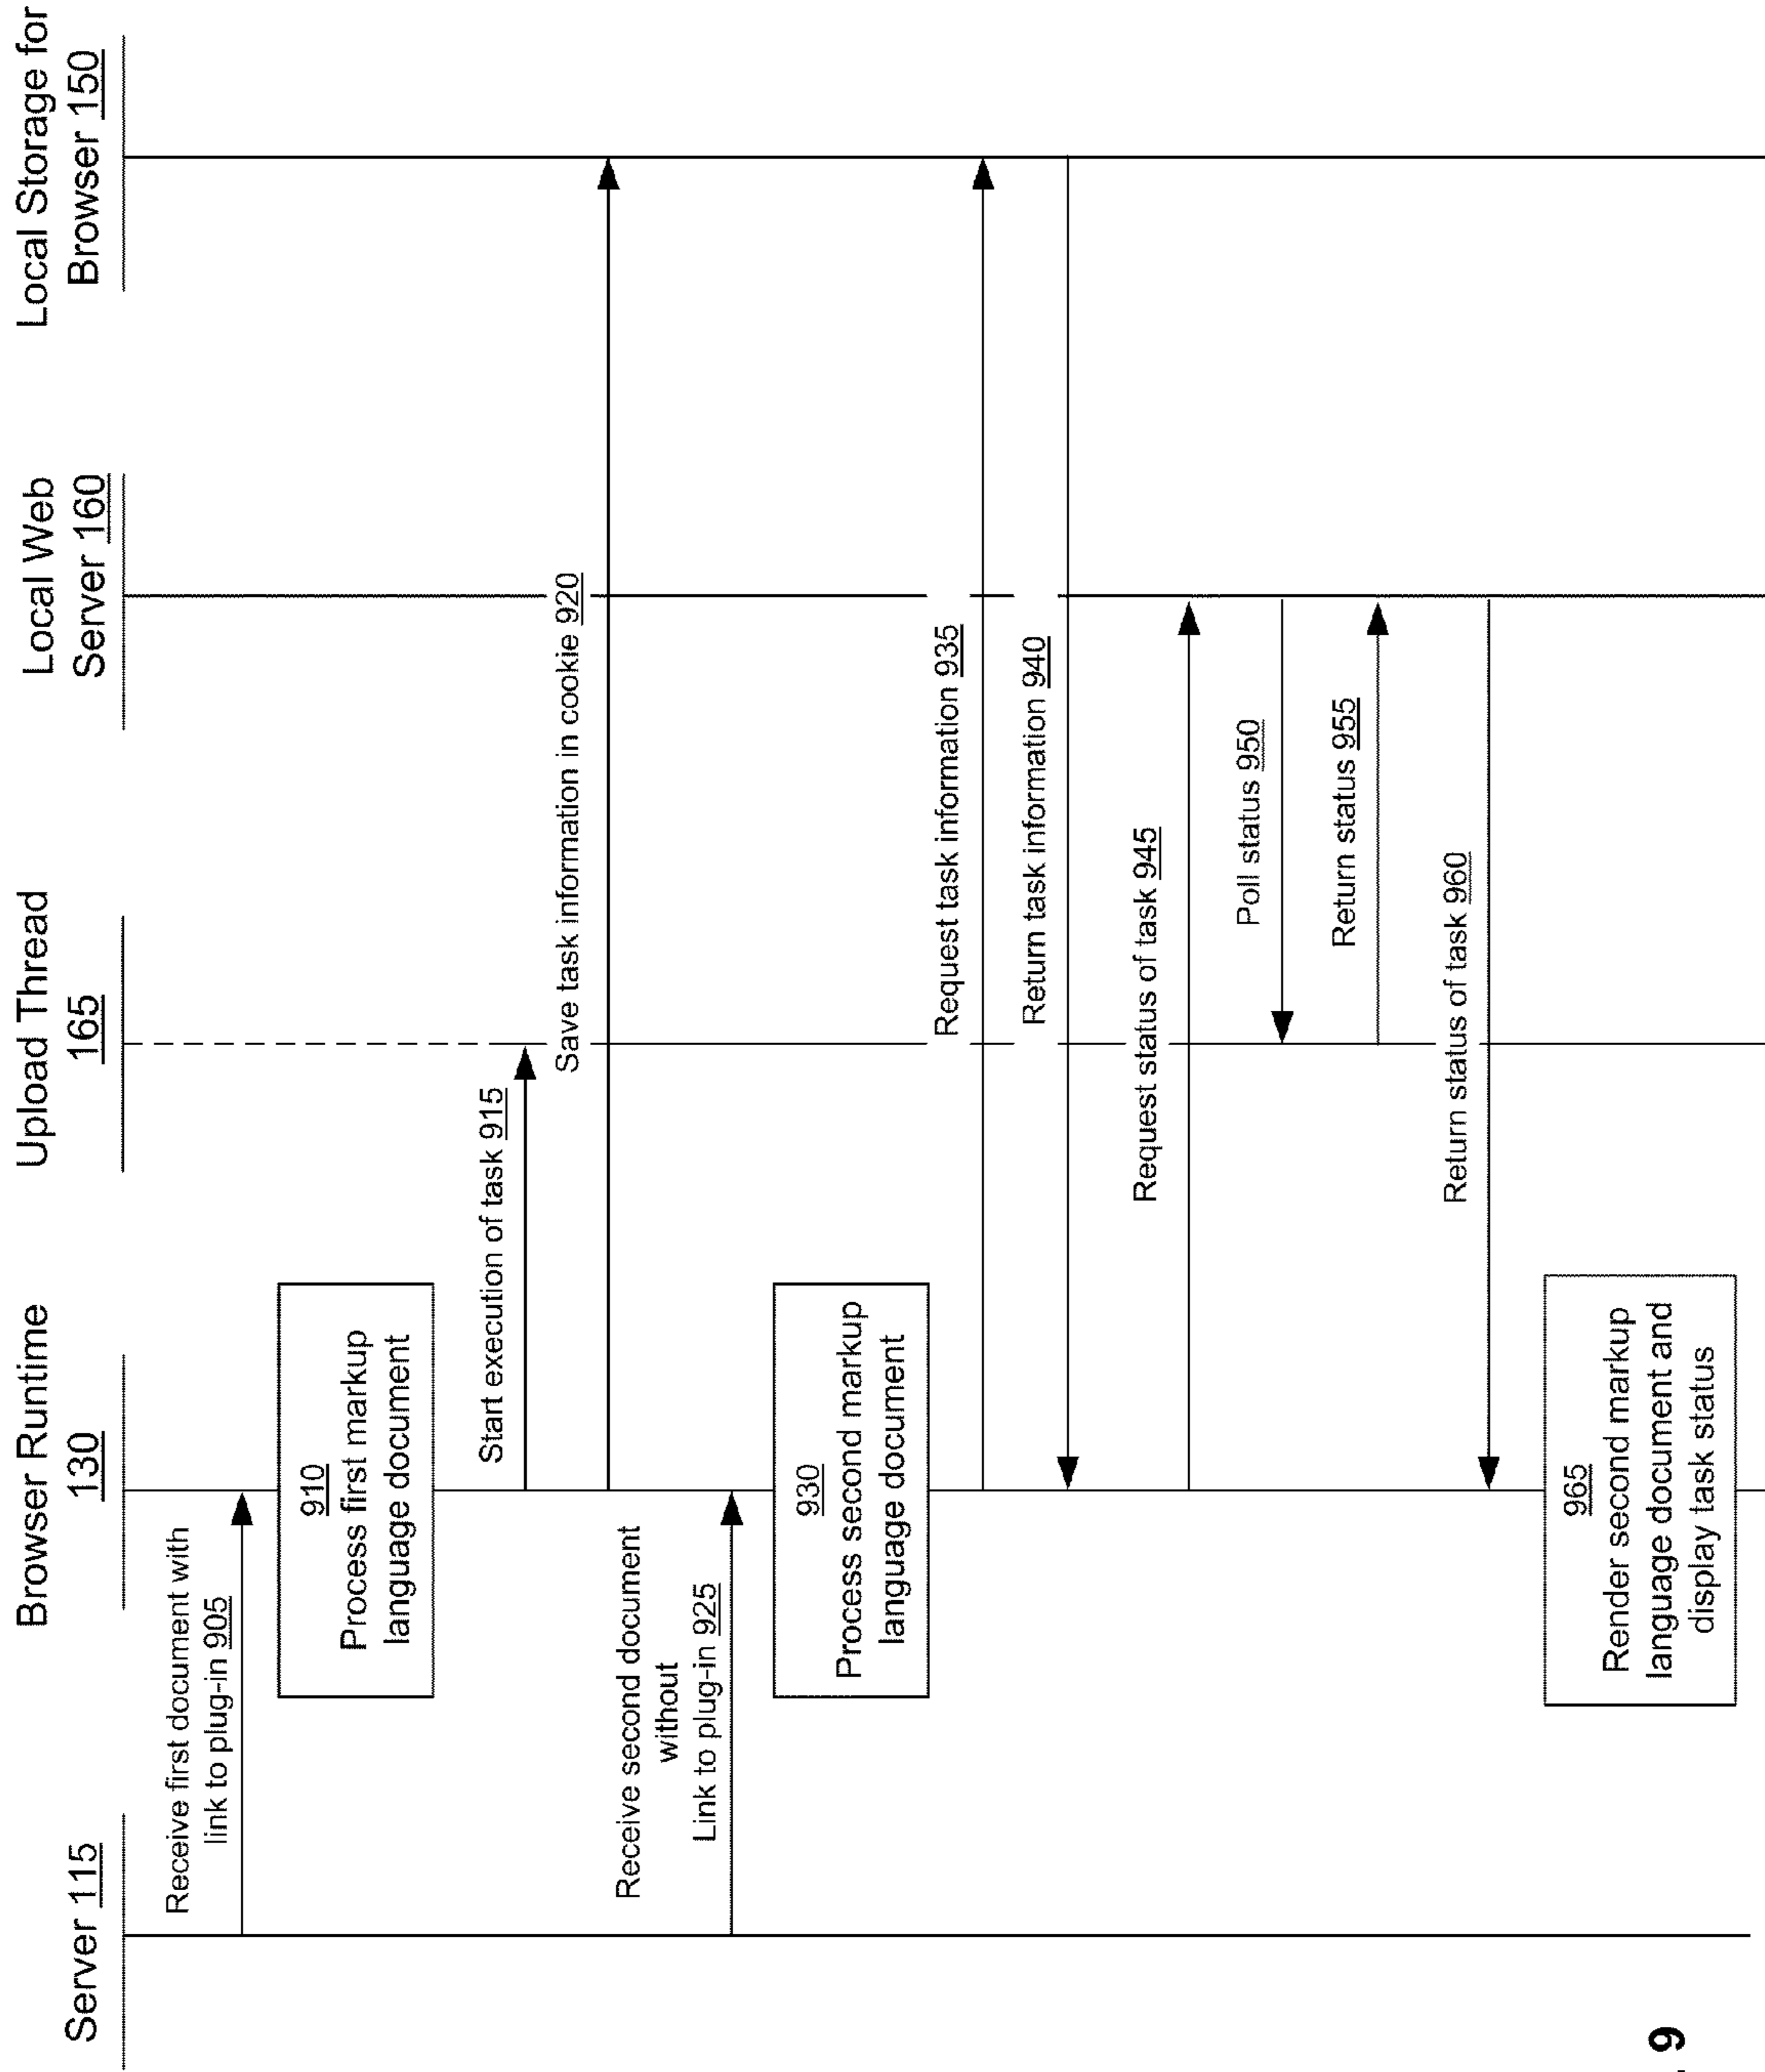 Server 115
Browser Runtime
130
Upload Thread
165
Local Web
Server 160
Local Storage for
Browser 150
Receive first document with
link to plug-in 905
910
Process first markup
language document
Start execution of task 915
Save task information in cookie 920
Receive second document
without
Link to plug-in 925
930
Process second markup
language document
Request task information 935
Return task information 940
Request status of task 945
Poll status 950
Return status 955
Return status of task 960
965
Render second markup
language document and
display task status
9